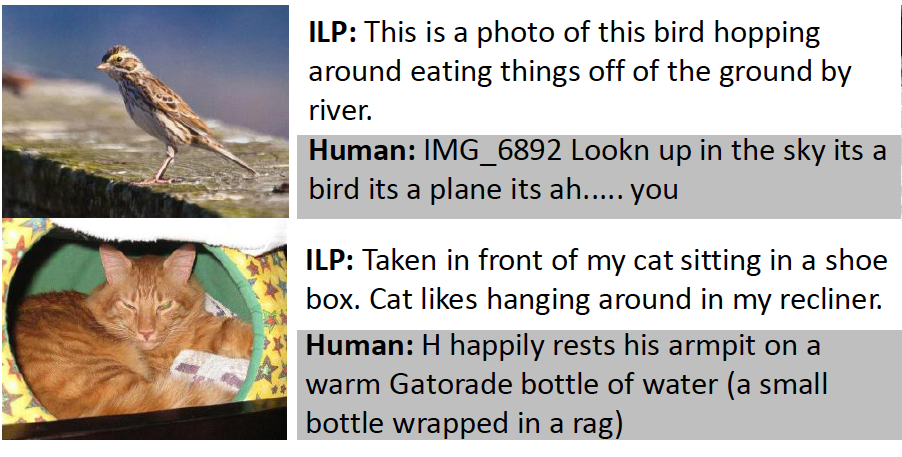 ILP: This is a photo of this bird hopping
around eating things off of the ground by
river.
Human: IMG_6892 Lookn up in the sky its a
bird its a plane its ah..... you
ILP: Taken in front of my cat sitting in a shoe
box. Cat likes hanging around in my recliner.
Human: H happily rests his armpit on a
warm Gatorade bottle of water (a small
bottle wrapped in a rag)